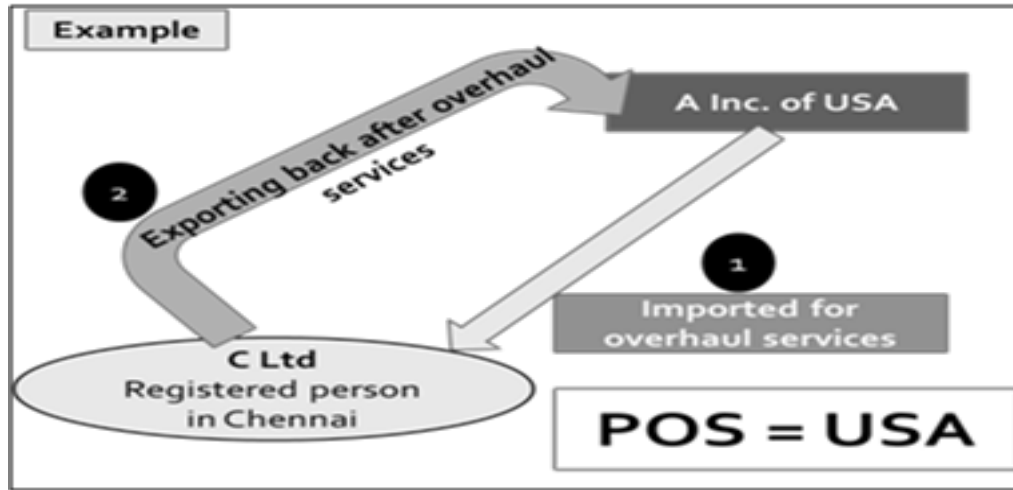 Example
Exporting back after overhaul
services
A Inc. of USA
2
1
Imported for
overhaul services
C Ltd
Registered person
in Chennai
POS = USA